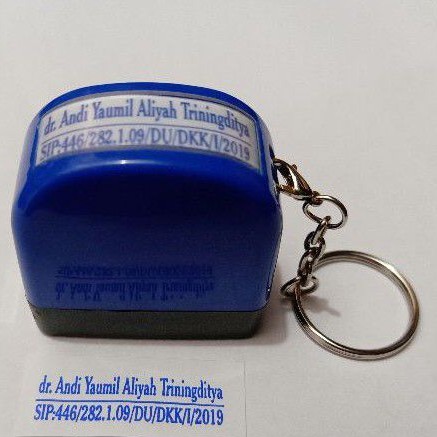 dr. Andi Yaumil Aliyah Triningditya
SIP:446/282.1.09/DU/DKK/I/2019
dr. Andi Yaumil Aliyah Triningditya
SIP:446/282.1.09/DU/DKK/I/2019